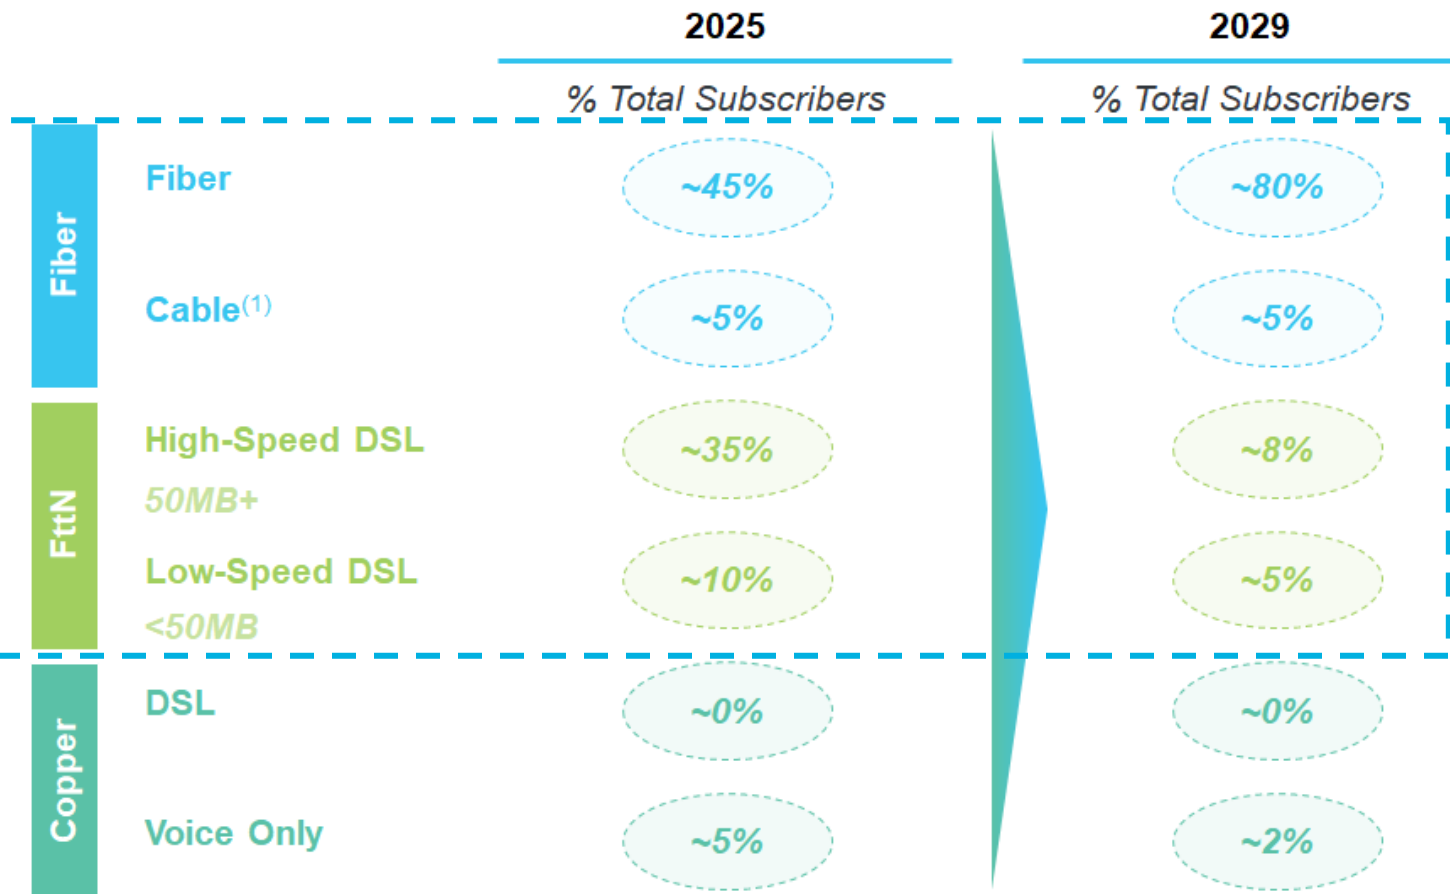 2025
2029
% Total Subscribers
% Total Subscribers
Fiber
Fiber
~45%
~80%
Cable(1)
~5%
~5%
FttN
High-Speed DSL
~35%
~8%
50MB+
Low-Speed DSL
~10%
~5%
<50MB
Copper
DSL
~0%
~0%
Voice Only
~5%
~2%